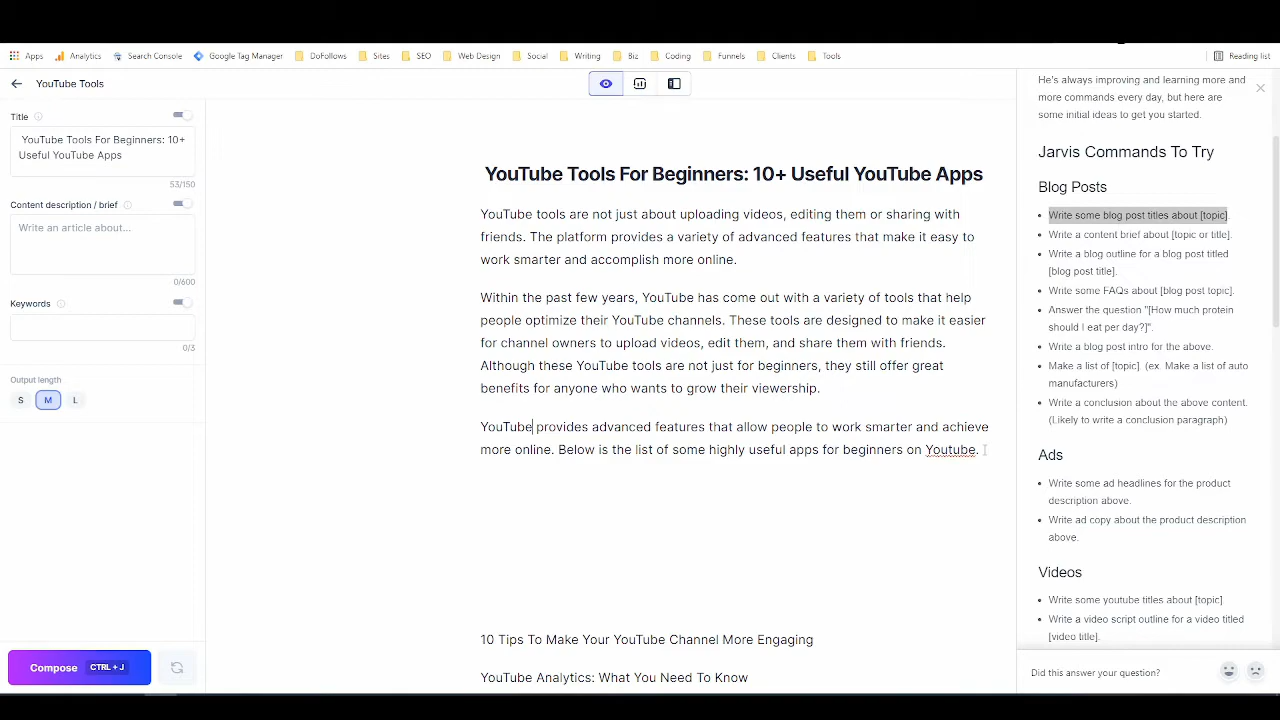 Apps Analytics Search Console Google Tag Manager DoFollows Sites SEO Web Design Social Writing Biz Coding Funnels Clients Tools Reading list
YouTube Tools
Title
YouTube Tools For Beginners: 10+
Useful YouTube Apps
53/150
Content description / brief
Write an article about...
0/600
Keywords
0/3
Output length
S M L
Compose CTRL + J
YouTube Tools For Beginners: 10+ Useful YouTube Apps
YouTube tools are not just about uploading videos, editing them or sharing with
friends. The platform provides a variety of advanced features that make it easy to
work smarter and accomplish more online.
Within the past few years, YouTube has come out with a variety of tools that help
people optimize their YouTube channels. These tools are designed to make it easier
for channel owners to upload videos, edit them, and share them with friends.
Although these YouTube tools are not just for beginners, they still offer great
benefits for anyone who wants to grow their viewership.
YouTube provides advanced features that allow people to work smarter and achieve
more online. Below is the list of some highly useful apps for beginners on Youtube.
10 Tips To Make Your YouTube Channel More Engaging
YouTube Analytics: What You Need To Know
He's always improving and learning more and
more commands every day, but here are
some initial ideas to get you started.
Jarvis Commands To Try
Blog Posts
Write some blog post titles about [topic].
Write a content brief about [topic or title].
Write a blog outline for a blog post titled
[blog post title].
Write some FAQs about [blog post topic].
Answer the question "[How much protein
should I eat per day?]".
Write a blog post intro for the above.
Make a list of [topic]. (ex. Make a list of auto
manufacturers)
Write a conclusion about the above content.
(Likely to write a conclusion paragraph)
Ads
Write some ad headlines for the product
description above.
Write ad copy about the product description
above.
Videos
Write some youtube titles about [topic].
Write a video script outline for a video titled
[video title].
Did this answer your question?